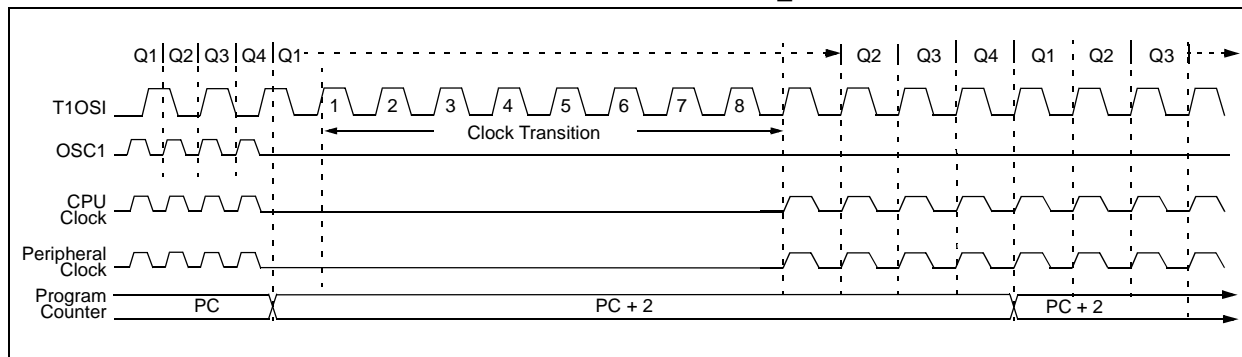 Q1 Q2 Q3 Q4 Q1 Q2 Q3 Q4 Q1 Q2 Q3
T1OSI
1 2 3 4 5 6 7 8
Clock Transition
OSC1
CPU
Clock
Peripheral
Clock
Program
Counter
PC PC + 2 PC + 2